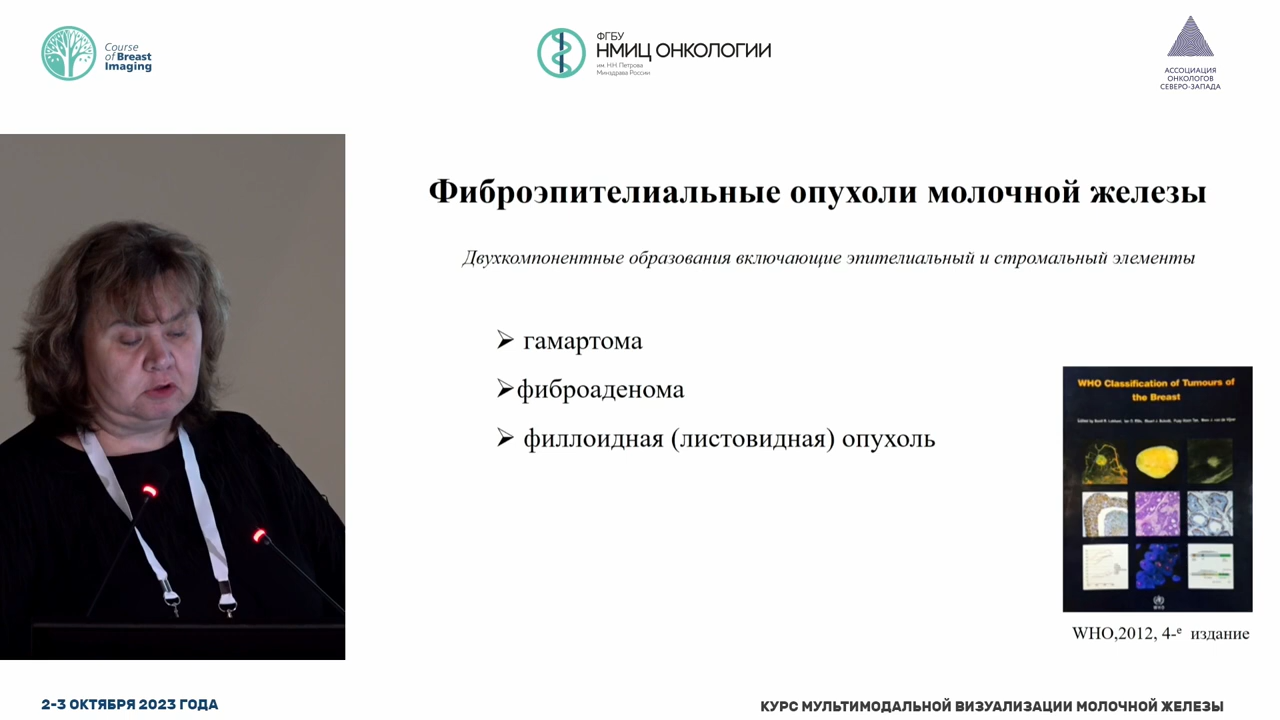 Course
of Breast
Imaging
ФГБУ
НМИЦ ОНКОЛОГИИ
им. Н.Н. Петрова
Минздрава России
АССОЦИАЦИЯ
ОНКОЛОГОВ
СЕВЕРО-ЗАПАДА
Фиброэпителиальные опухоли молочной железы
Двухкомпонентные образования включающие эпителиальный и стромальный элементы
➢ гамартома
➢фиброаденома
➢ филлоидная (листовидная) опухоль
WHO Classification of Tumours of
the Breast
WHO,2012, 4-е издание
2-3 ОКТЯБРЯ 2023 ГОДА
КУРС МУЛЬТИМОДАЛЬНОЙ ВИЗУАЛИЗАЦИИ МОЛОЧНОЙ ЖЕЛЕЗЫ